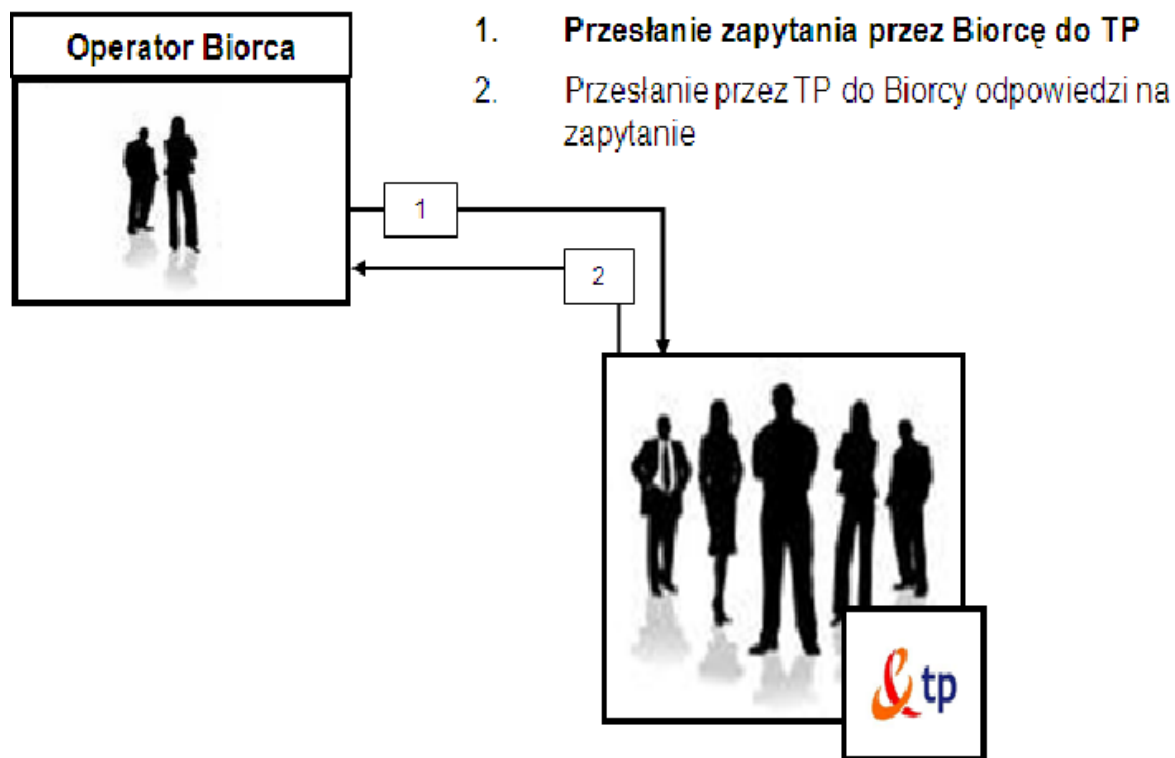 Operator Biorca
1. Przesłanie zapytania przez Biorcę do TP
2. Przesłanie przez TP do Biorcy odpowiedzi na
zapytanie
1
2
tp